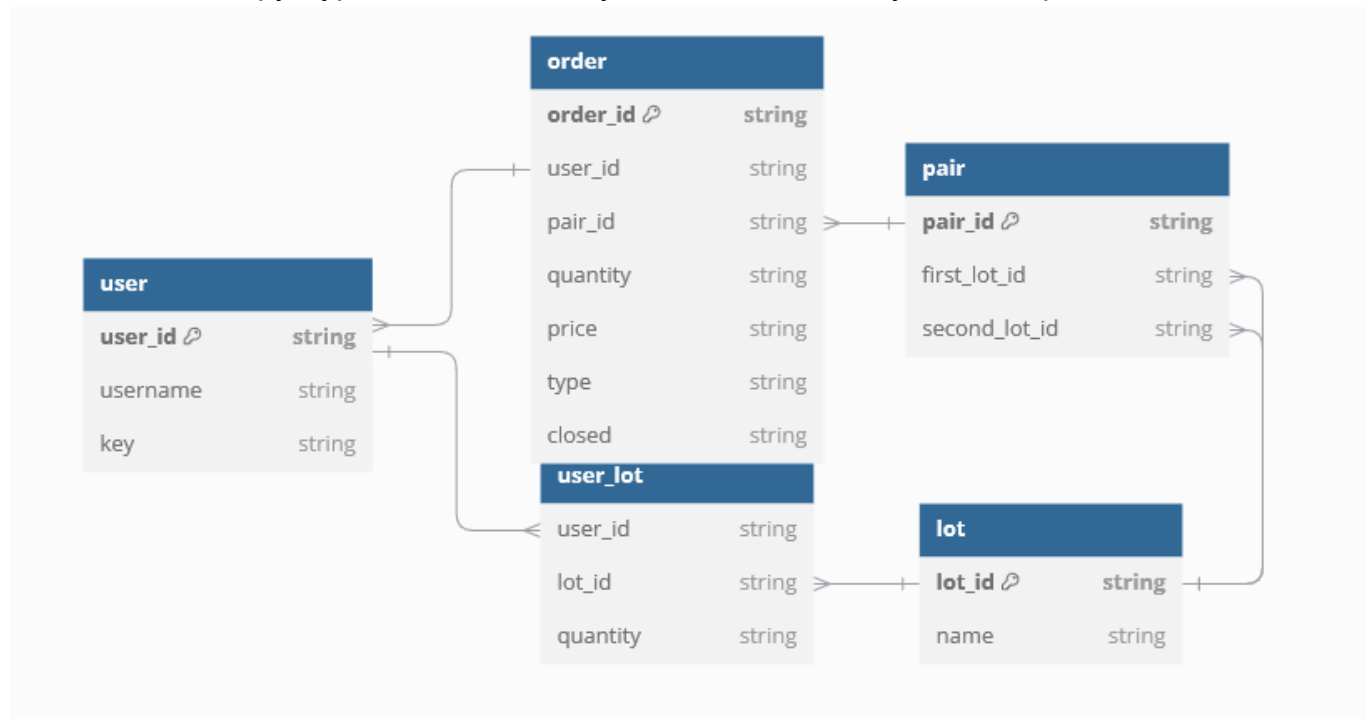 order
order_id string
user_id string
pair_id string
quantity string
price string
type string
closed string
pair
pair_id string
first_lot_id string
second_lot_id string
user
user_id string
username string
key string
user_lot
user_id string
lot_id string
quantity string
lot
lot_id string
name string